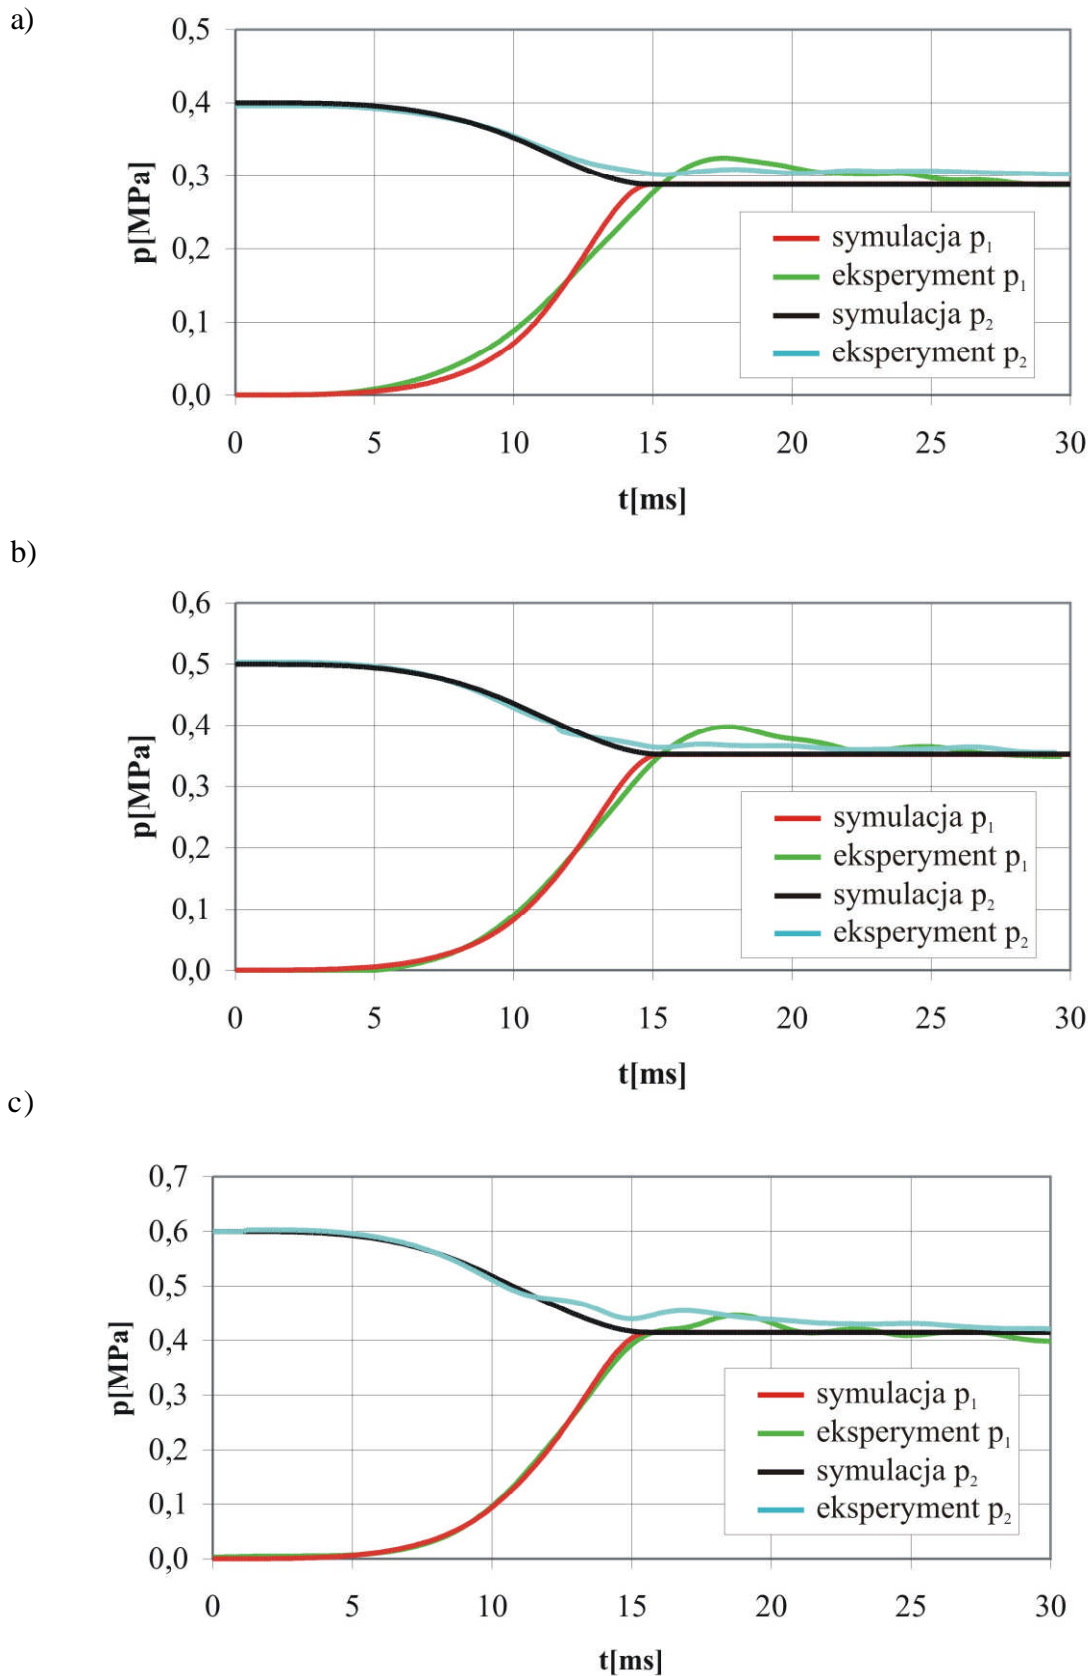 a)
0,5
0,4
0,3
0,2
0,1
0,0
p[MPa]
symulacja p₁
eksperyment p₁
symulacja p₂
eksperyment p₂
0 5 10 15 20 25 30
t[ms]
b)
0,6
0,5
0,4
0,3
0,2
0,1
0,0
p[MPa]
symulacja p₁
eksperyment p₁
symulacja p₂
eksperyment p₂
0 5 10 15 20 25 30
t[ms]
c)
0,7
0,6
0,5
0,4
0,3
0,2
0,1
0,0
p[MPa]
symulacja p₁
eksperyment p₁
symulacja p₂
eksperyment p₂
0 5 10 15 20 25 30
t[ms]